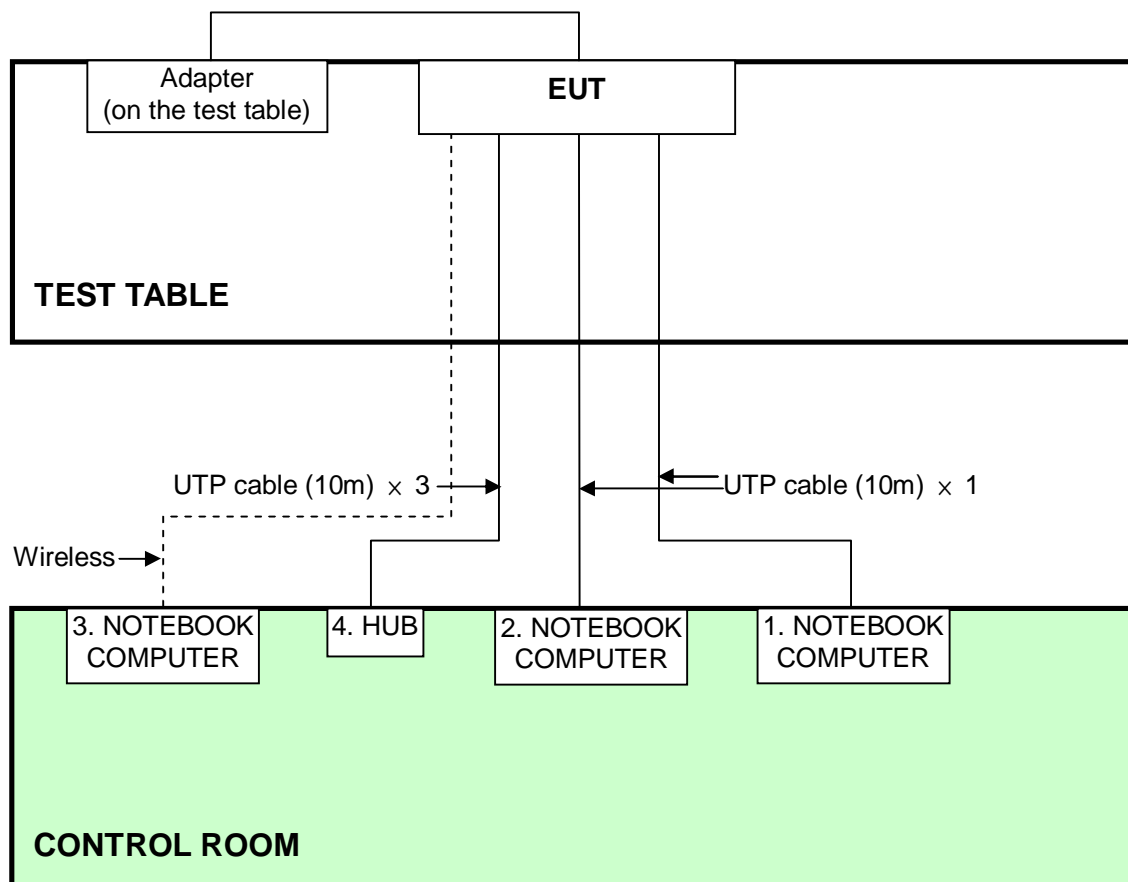 Adapter
(on the test table)
EUT
TEST TABLE
UTP cable (10m) × 3
UTP cable (10m) × 1
Wireless
3. NOTEBOOK
COMPUTER
4. HUB
2. NOTEBOOK
COMPUTER
1. NOTEBOOK
COMPUTER
CONTROL ROOM